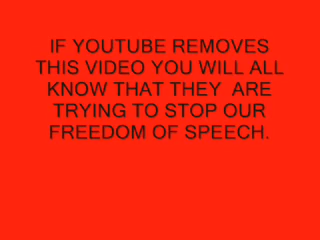 IF YOUTUBE REMOVES
THIS VIDEO YOU WILL ALL
KNOW THAT THEY  ARE
TRYING TO STOP OUR
FREEDOM OF SPEECH.